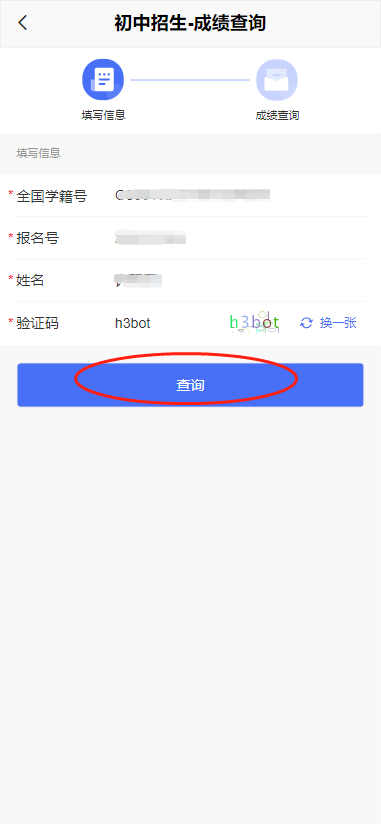 初中招生-成绩查询
填写信息
成绩查询
填写信息
* 全国学籍号
* 报名号
* 姓名
* 验证码 h3bot h3bot 换一张
查询